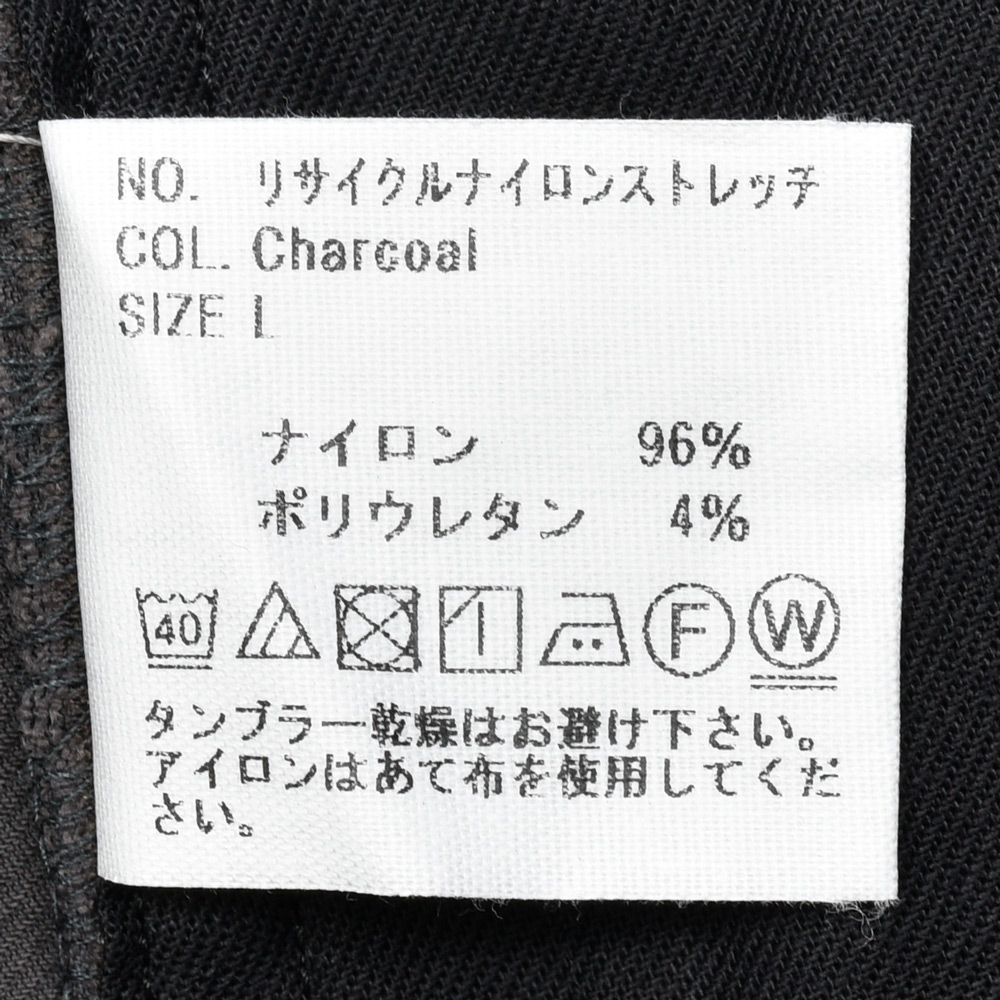 NO. リサイクルナイロンストレッチ
COL. Charcoal
SIZE L
ナイロン 96%
ポリウレタン 4%
40 F W
タンブラー乾燥はお避け下さい。
アイロンはあて布を使用してくだ
さい。